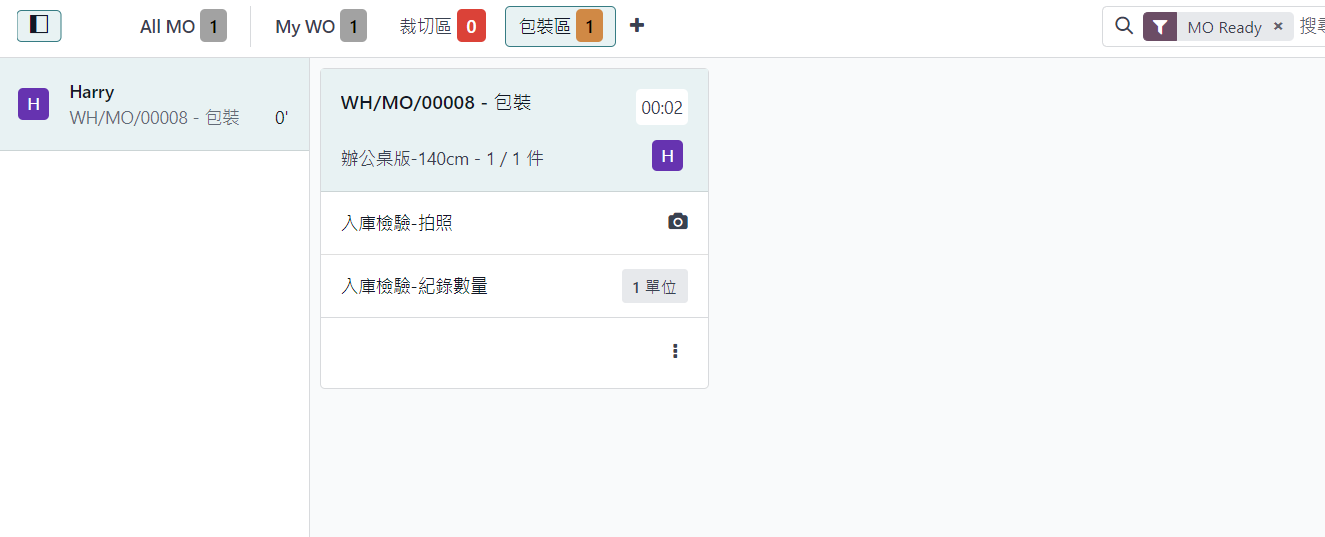 All MO 1 My WO 1 裁切區 0 包裝區 1 MO Ready × 搜尋
H Harry
WH/MO/00008 - 包裝 0'
WH/MO/00008 - 包裝 00:02
辦公桌版-140cm - 1 / 1 件 H
入庫檢驗-拍照
入庫檢驗-紀錄數量 1 單位